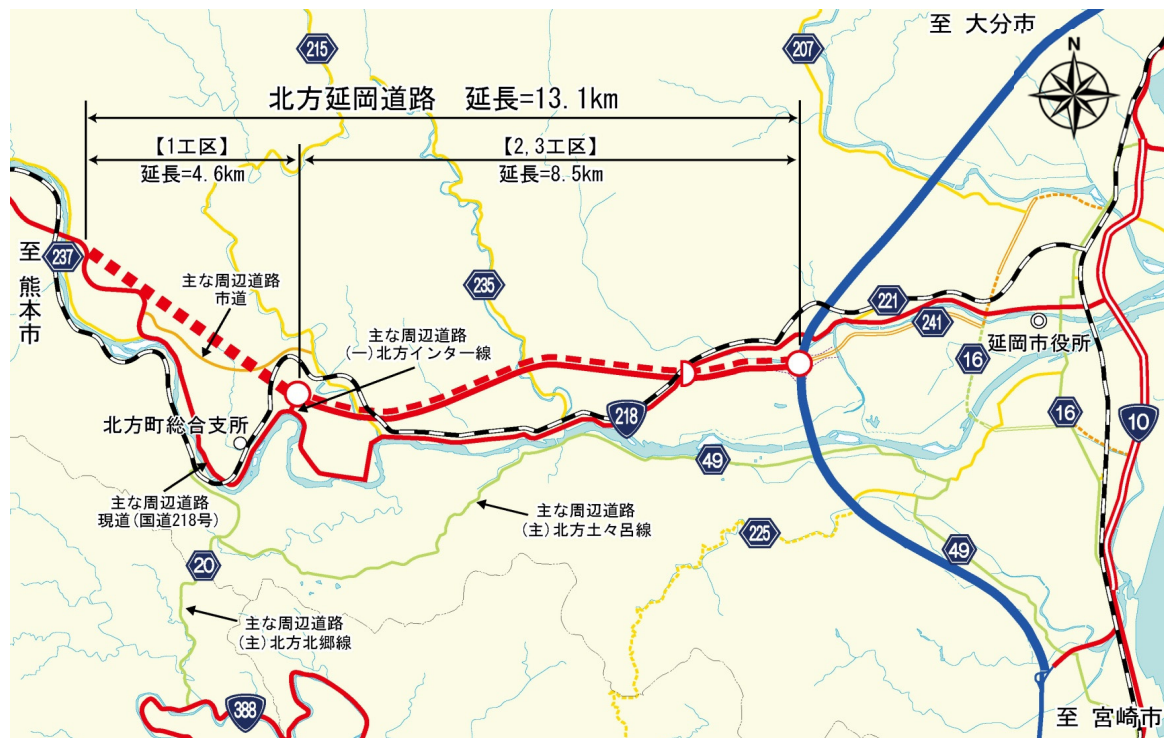 至 大分市
215
207
N
北方延岡道路 延長=13.1km
【1工区】
延長=4.6km
【2,3工区】
延長=8.5km
237
至 熊本市
主な周辺道路
市道
235
主な周辺道路
(一)北方インター線
221
241
延岡市役所
16
16
10
218
北方町総合支所
49
主な周辺道路
現道(国道218号)
主な周辺道路
(主)北方土々呂線
225
49
20
主な周辺道路
(主)北方北郷線
388
至 宮崎市